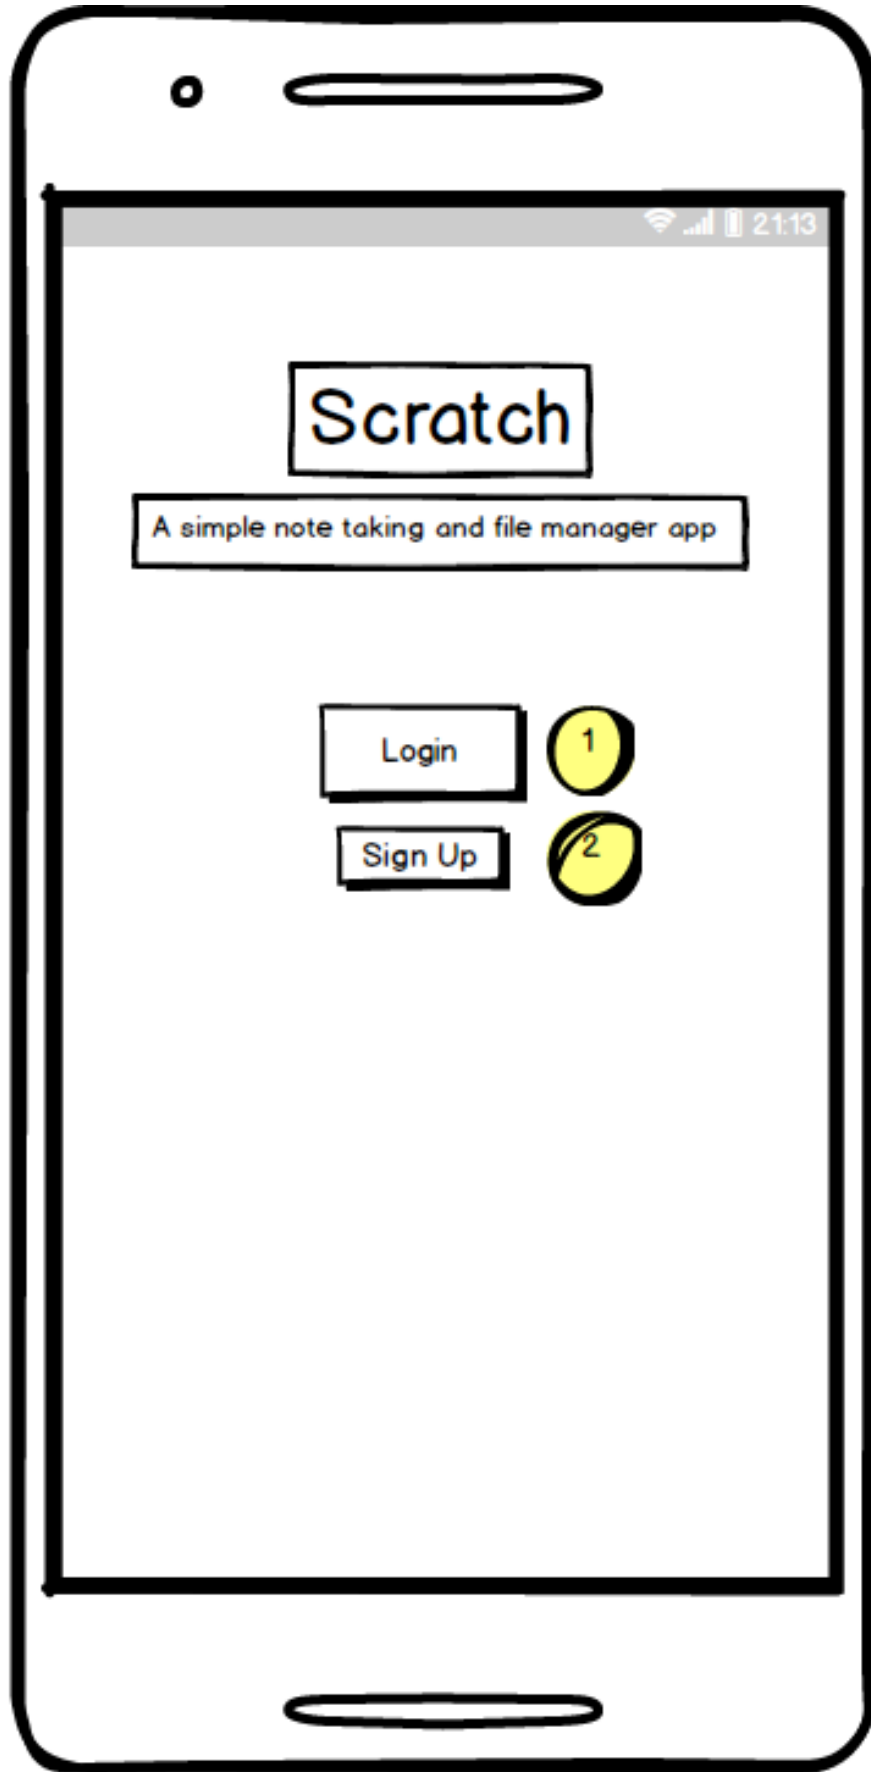 21:13
Scratch
A simple note taking and file manager app
Login
1
Sign Up
2